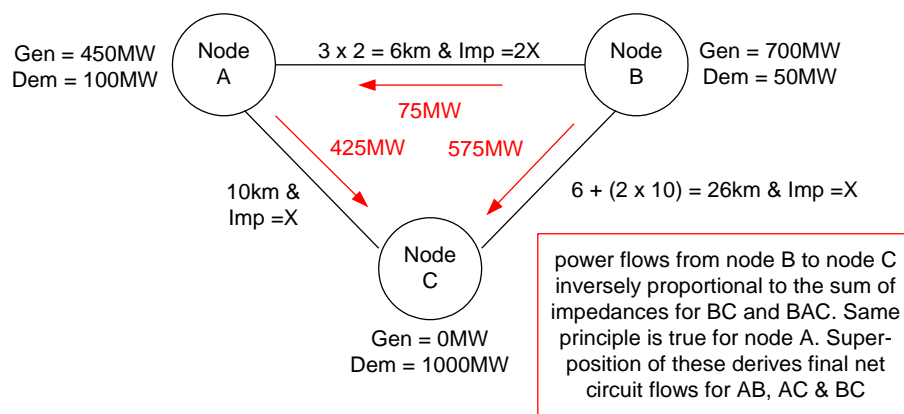 Node
A
Gen = 450MW
Dem = 100MW
3 x 2 = 6km & Imp =2X
Node
B
Gen = 700MW
Dem = 50MW
75MW
425MW
575MW
10km &
Imp =X
6 + (2 x 10) = 26km & Imp =X
Node
C
Gen = 0MW
Dem = 1000MW
power flows from node B to node C
inversely proportional to the sum of
impedances for BC and BAC. Same
principle is true for node A. Super-
position of these derives final net
circuit flows for AB, AC & BC